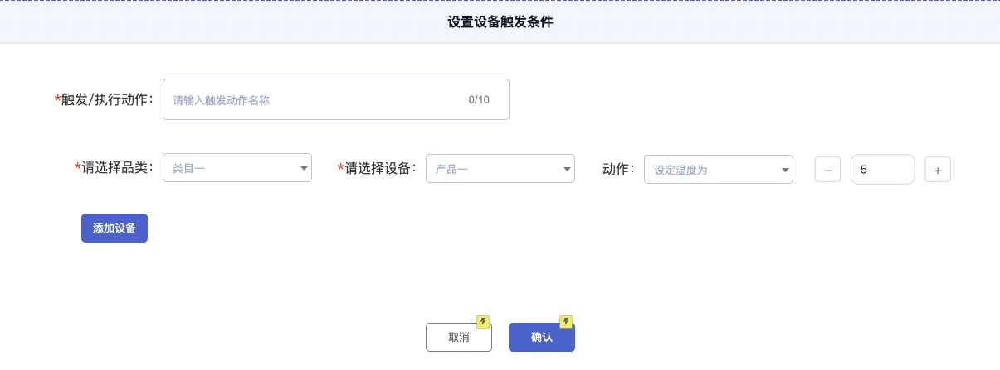 设置设备触发条件
*触发/执行动作： 请输入触发动作名称 0/10
*请选择品类： 类目一 *请选择设备： 产品一 动作： 设定温度为 − 5 +
添加设备
取消 确认